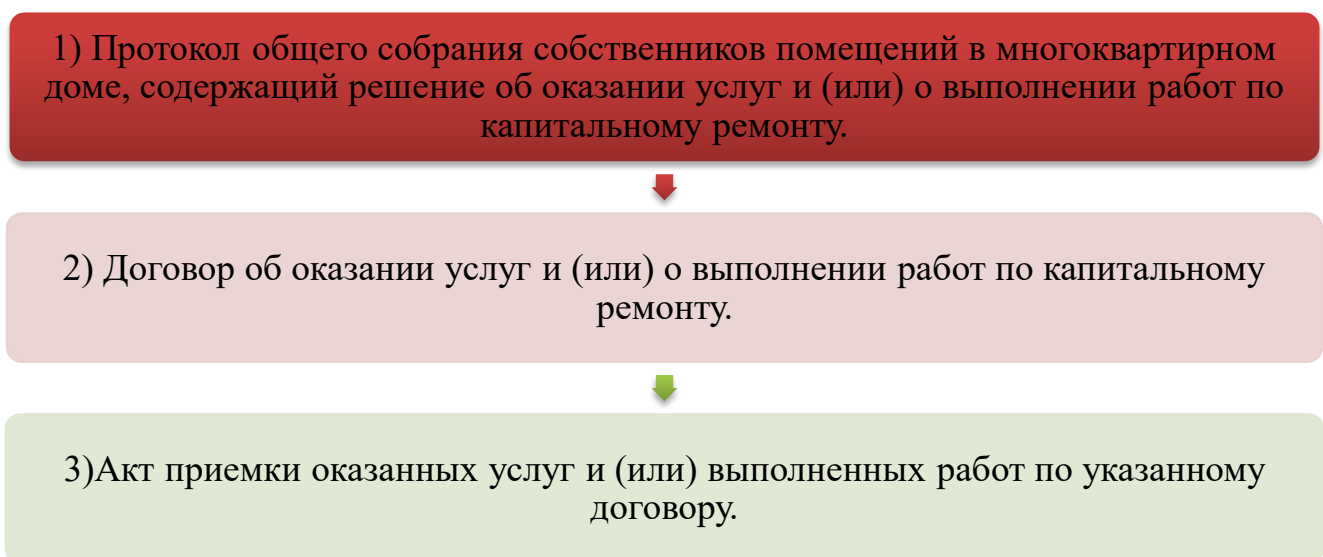 1) Протокол общего собрания собственников помещений в многоквартирном
доме, содержащий решение об оказании услуг и (или) о выполнении работ по
капитальному ремонту.
2) Договор об оказании услуг и (или) о выполнении работ по капитальному
ремонту.
3)Акт приемки оказанных услуг и (или) выполненных работ по указанному
договору.